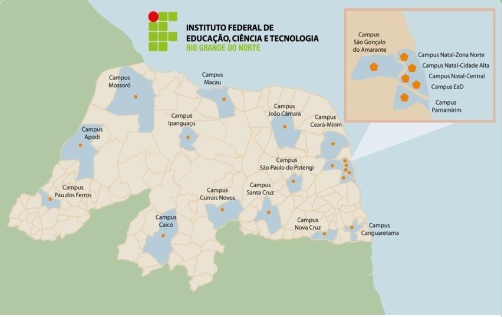 INSTITUTO FEDERAL DE
EDUCAÇÃO, CIÊNCIA E TECNOLOGIA
RIO GRANDE DO NORTE
Campus
São Gonçalo
do Amarante
Campus Natal-Zona Norte
Campus Natal-Cidade Alta
Campus Natal-Central
Campus EaD
Campus
Parnamirim
Campus
Mossoró
Campus
Macau
Campus
Ipanguaçu
Campus
João Câmara
Campus
Ceará-Mirim
Campus
Apodi
Campus
São Paulo do Potengi
Campus
Pau dos Ferros
Campus
Currais Novos
Campus
Santa Cruz
Campus
Caicó
Campus
Nova Cruz
Campus
Canguaretama